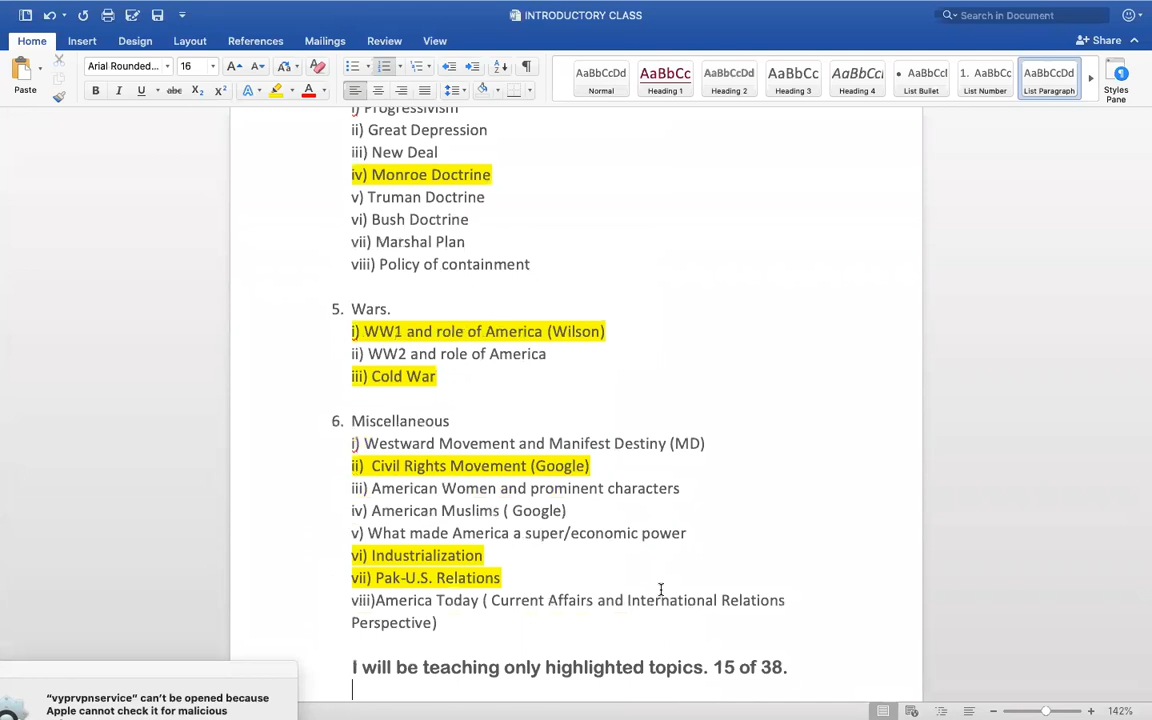 INTRODUCTORY CLASS
Search in Document
Home Insert Design Layout References Mailings Review View
Share
Paste
Arial Rounded... 16
B I U abc X2 X2 A A
AaBbCcDd AaBbCc AaBbCcDd AaBbCc AaBbCcI AaBbCcI AaBbCc AaBbCcDd
Normal Heading 1 Heading 2 Heading 3 Heading 4 List Bullet List Number List Paragraph
Styles Pane
i) Progressivism
ii) Great Depression
iii) New Deal
iv) Monroe Doctrine
v) Truman Doctrine
vi) Bush Doctrine
vii) Marshal Plan
viii) Policy of containment
5. Wars.
i) WW1 and role of America (Wilson)
ii) WW2 and role of America
iii) Cold War
6. Miscellaneous
i) Westward Movement and Manifest Destiny (MD)
ii) Civil Rights Movement (Google)
iii) American Women and prominent characters
iv) American Muslims ( Google)
v) What made America a super/economic power
vi) Industrialization
vii) Pak-U.S. Relations
viii)America Today ( Current Affairs and International Relations
Perspective)
I will be teaching only highlighted topics. 15 of 38.
“vyprvpnservice” can’t be opened because
Apple cannot check it for malicious
142%